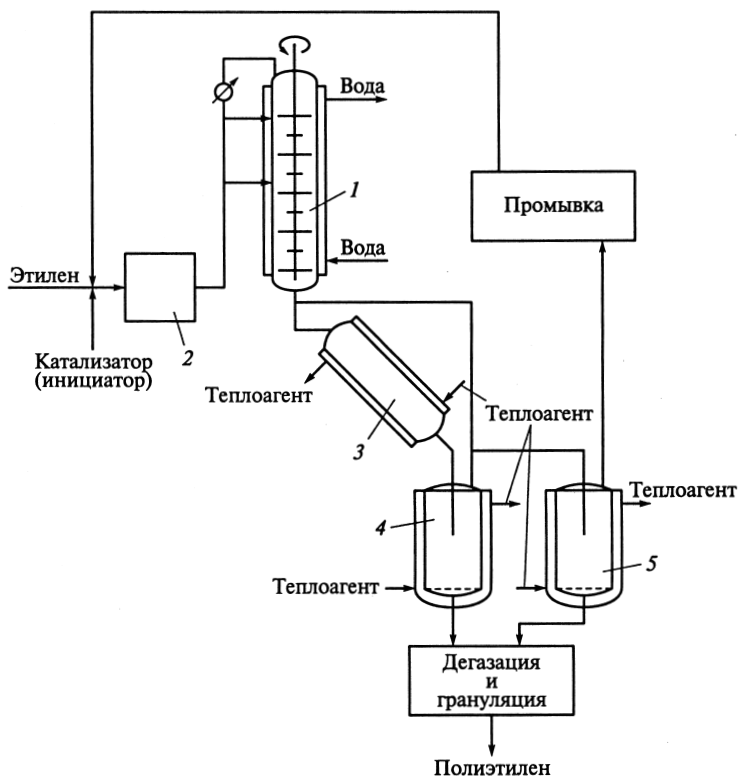 Вода
1
Промывка
Вода
Этилен
2
Катализатор
(инициатор)
Теплоагент
Теплоагент
3
4
Теплоагент
5
Теплоагент
Дегазация
и
грануляция
Полиэтилен